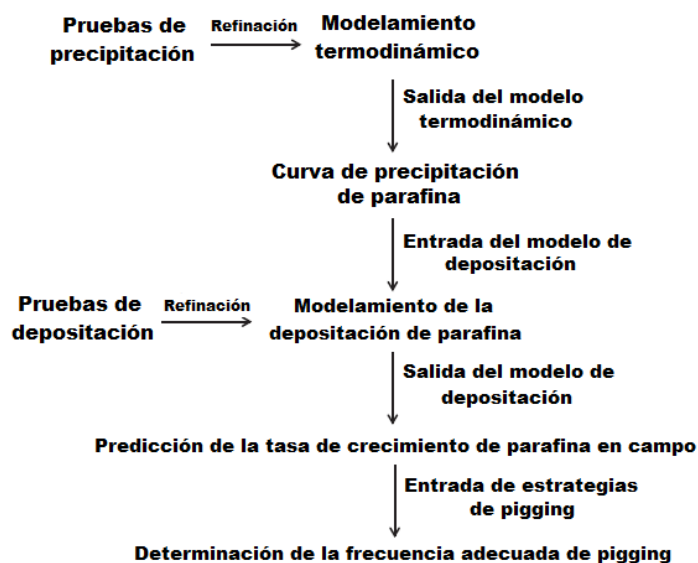 Pruebas de
precipitación
Refinación
Modelamiento
termodinámico
Salida del modelo
termodinámico
Curva de precipitación
de parafina
Entrada del modelo de
depositación
Pruebas de
depositación
Refinación
Modelamiento de la
depositación de parafina
Salida del modelo de
depositación
Predicción de la tasa de crecimiento de parafina en campo
Entrada de estrategias
de pigging
Determinación de la frecuencia adecuada de pigging